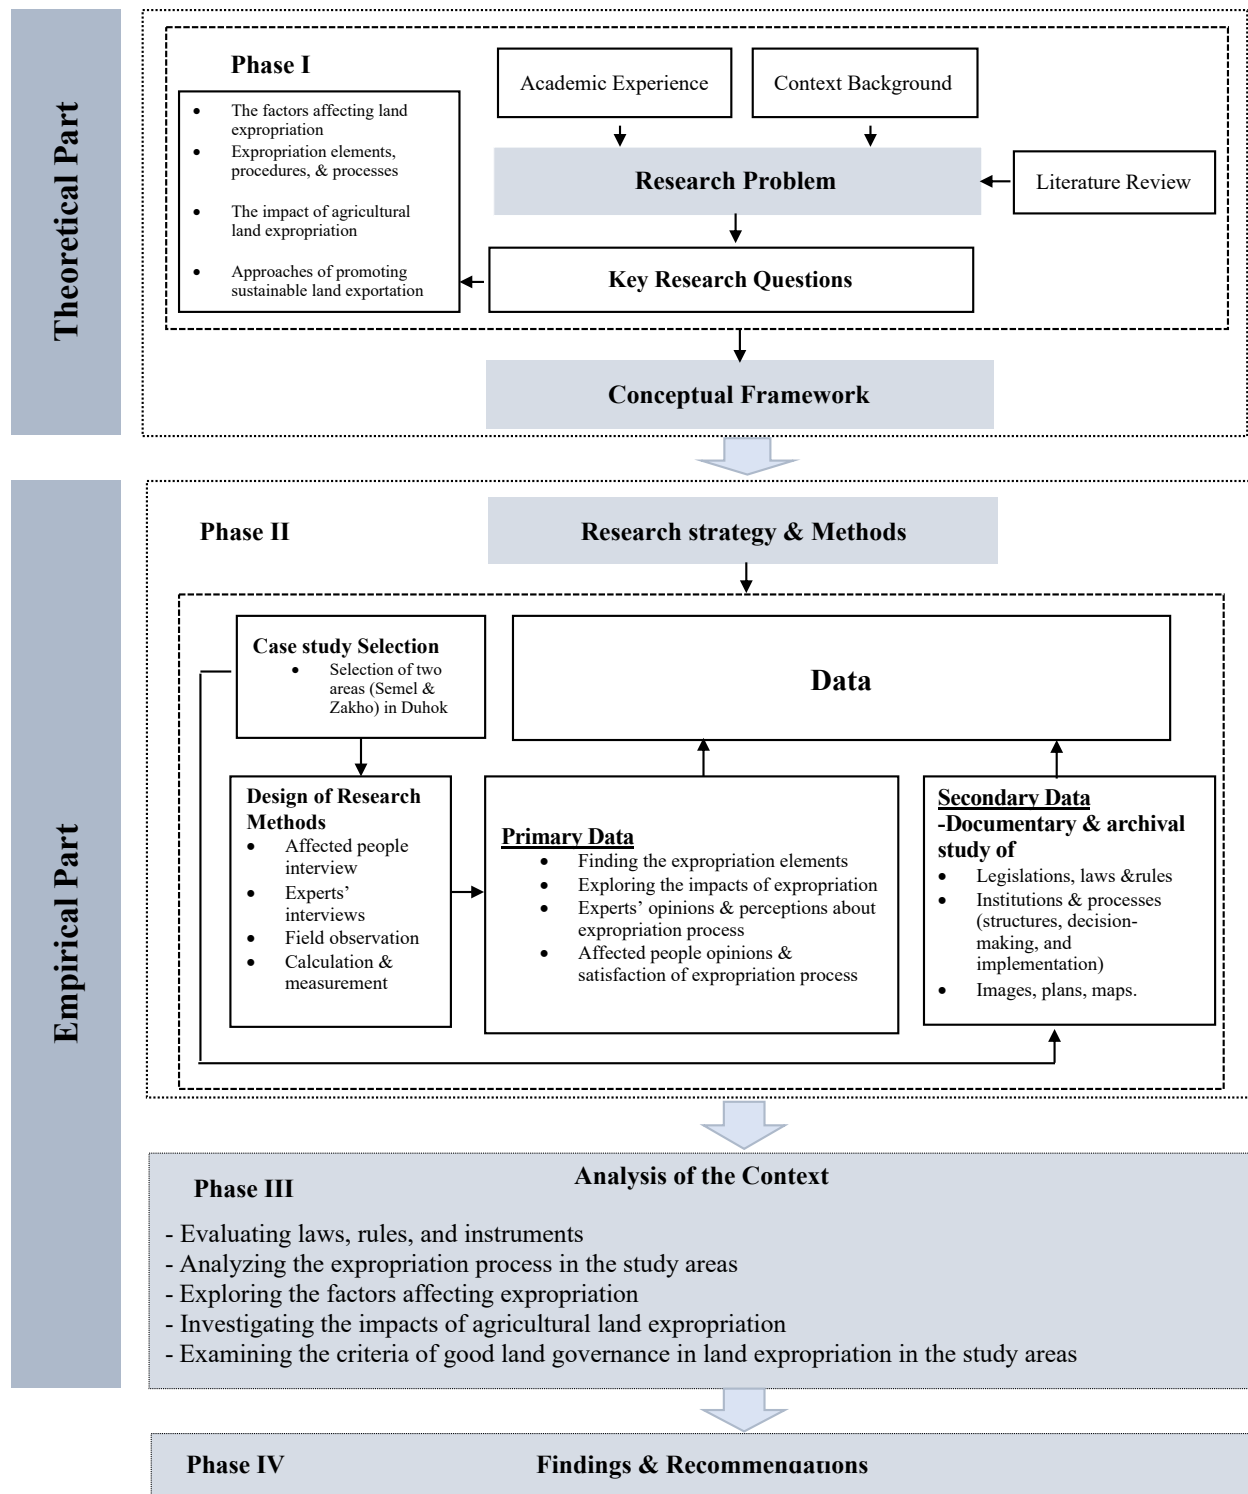 Theoretical Part
Phase I
Academic Experience
Context Background
• The factors affecting land
expropriation
• Expropriation elements,
procedures, & processes
• The impact of agricultural
land expropriation
• Approaches of promoting
sustainable land exportation
Research Problem
Literature Review
Key Research Questions
Conceptual Framework
Empirical Part
Phase II
Research strategy & Methods
Case study Selection
• Selection of two
areas (Semel &
Zakho) in Duhok
Data
Design of Research
Methods
• Affected people
interview
• Experts’
interviews
• Field observation
• Calculation &
measurement
Primary Data
• Finding the expropriation elements
• Exploring the impacts of expropriation
• Experts’ opinions & perceptions about
expropriation process
• Affected people opinions &
satisfaction of expropriation process
Secondary Data
-Documentary & archival
study of
• Legislations, laws &rules
• Institutions & processes
(structures, decision-
making, and
implementation)
• Images, plans, maps.
Analysis of the Context
Phase III
- Evaluating laws, rules, and instruments
- Analyzing the expropriation process in the study areas
- Exploring the factors affecting expropriation
- Investigating the impacts of agricultural land expropriation
- Examining the criteria of good land governance in land expropriation in the study areas
Phase IV
Findings & Recommendations